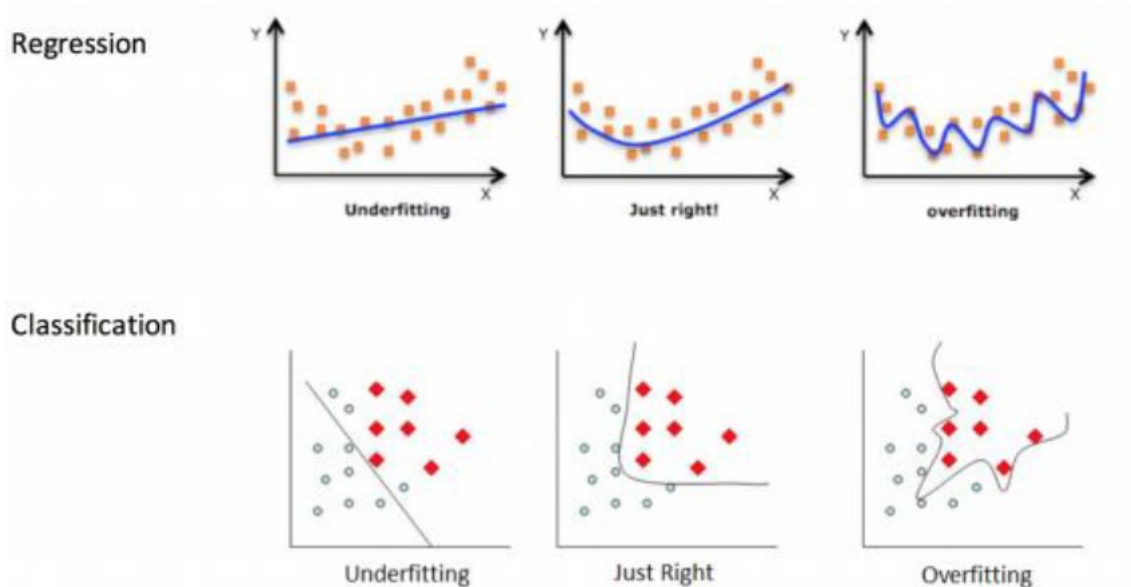 Regression
Y
X
Underfitting
Y
X
Just right!
Y
X
overfitting
Classification
Underfitting
Just Right
Overfitting